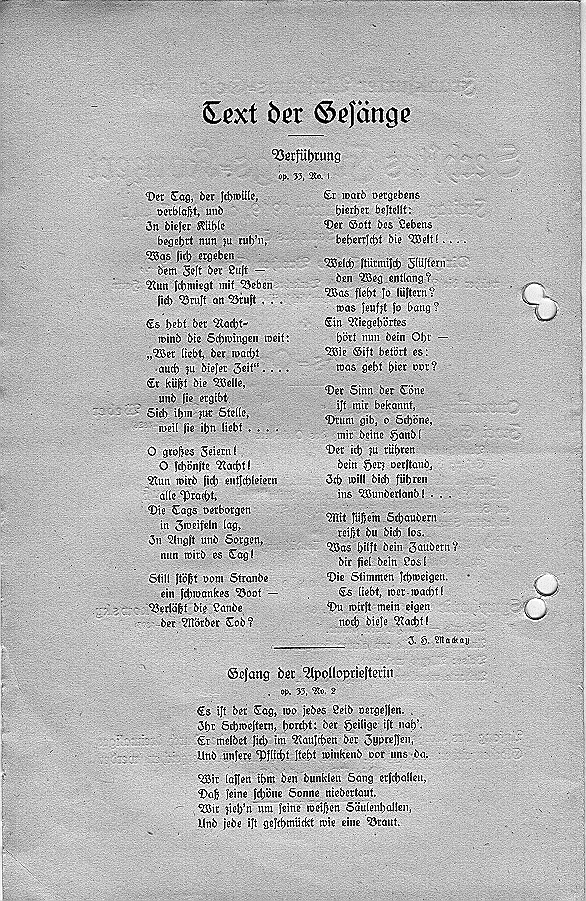 Text der Gesänge
Verführung
op. 33, No. 1
Der Tag, der schwüle,
verblaßt, und
In dieser Kühle
begehrt nun zu ruh'n,
Was sich ergeben
dem Fest der Lust —
Nun schmiegt mit Beben
sich Brust an Brust . . .
Es hebt der Nacht-
wind die Schwingen weit:
„Wer liebt, der wacht
auch zu dieser Zeit“ . . . .
Er küßt die Welle,
und sie ergibt
Sich ihm zur Stelle,
weil sie ihn liebt . . . .
O großes Feiern!
O schönste Nacht!
Nun wird sich entschleiern
alle Pracht,
Die Tags verborgen
in Zweifeln lag,
In Angst und Sorgen,
nun wird es Tag!
Still stößt vom Strande
ein schwankes Boot —
Verläßt die Lande
der Mörder Tod?
Er ward vergebens
hierher bestellt:
Der Gott des Lebens
beherrscht die Welt! . . . .
Welch stürmisch Flüstern
den Weg entlang?
Was fleht so lüstern?
was seufzt so bang?
Ein Niegehörtes
hört nun dein Ohr —
Wie Gift betört es:
was geht hier vor?
Der Sinn der Töne
ist mir bekannt,
Drum gib, o Schöne,
mir deine Hand!
Der ich zu rühren
dein Herz verstand,
Ich will dich führen
ins Wunderland! . . .
Mit süßem Schaudern
reißt du dich los.
Was hilft dein Zaudern?
dir fiel dein Los!
Die Stimmen schweigen.
Es liebt, wer wacht!
Du wirst mein eigen
noch diese Nacht!
J. H. Mackay
Gesang der Apollopriesterin
op. 33, No. 2
Es ist der Tag, wo jedes Leid vergessen.
Ihr Schwestern, horcht: der Heilige ist nah'.
Er meldet sich im Rauschen der Zypressen,
Und unsere Pflicht steht winkend vor uns da.
Wir lassen ihm den dunklen Sang erschallen,
Daß seine schöne Sonne niedertaut.
Wir zieh'n um seine weißen Säulenhallen,
Und jede ist geschmückt wie eine Braut.